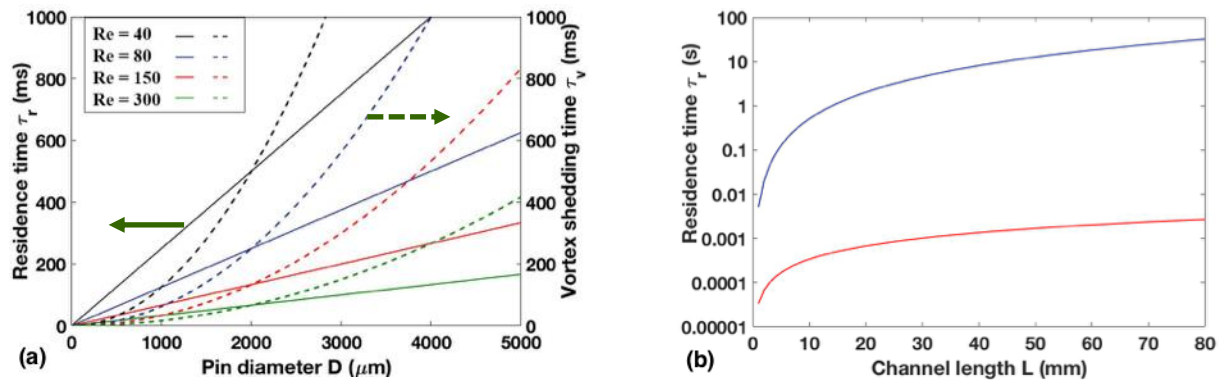 Residence time τ_r (ms)
1000
800
600
400
200
0
Re = 40
Re = 80
Re = 150
Re = 300
1000
800
600
400
200
0
Vortex shedding time τ_v (ms)
0 1000 2000 3000 4000 5000
Pin diameter D (μm)
(a)
Residence time τ_r (s)
100
10
1
0.1
0.01
0.001
0.0001
0.00001
0 10 20 30 40 50 60 70 80
Channel length L (mm)
(b)